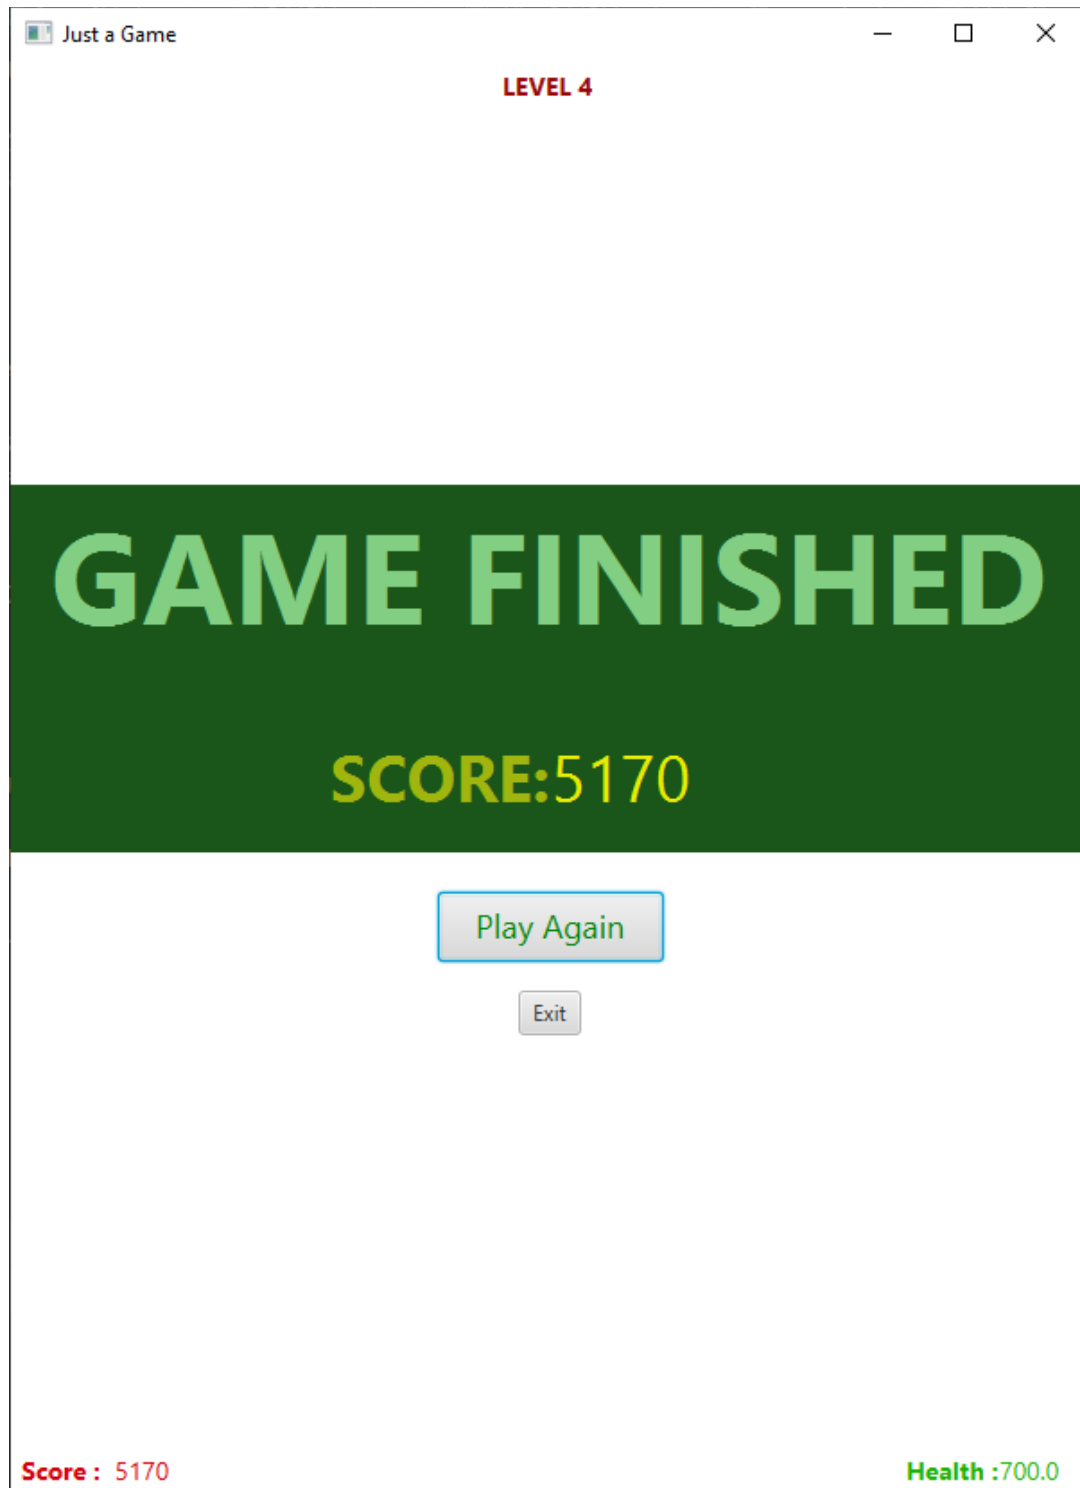 Just a Game
LEVEL 4
GAME FINISHED
SCORE:5170
Play Again
Exit
Score : 5170
Health :700.0